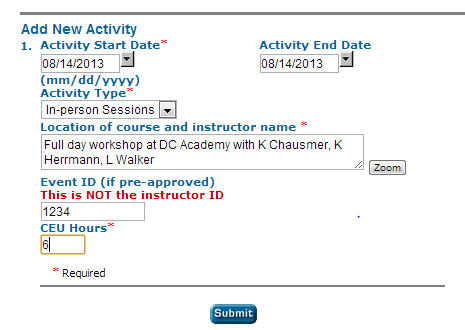 Add New Activity
1. Activity Start Date* Activity End Date
08/14/2013 08/14/2013
(mm/dd/yyyy)
Activity Type*
In-person Sessions
Location of course and instructor name *
Full day workshop at DC Academy with K Chausmer, K
Herrmann, L Walker
Zoom
Event ID (if pre-approved)
This is NOT the instructor ID
1234
CEU Hours*
6
* Required
Submit